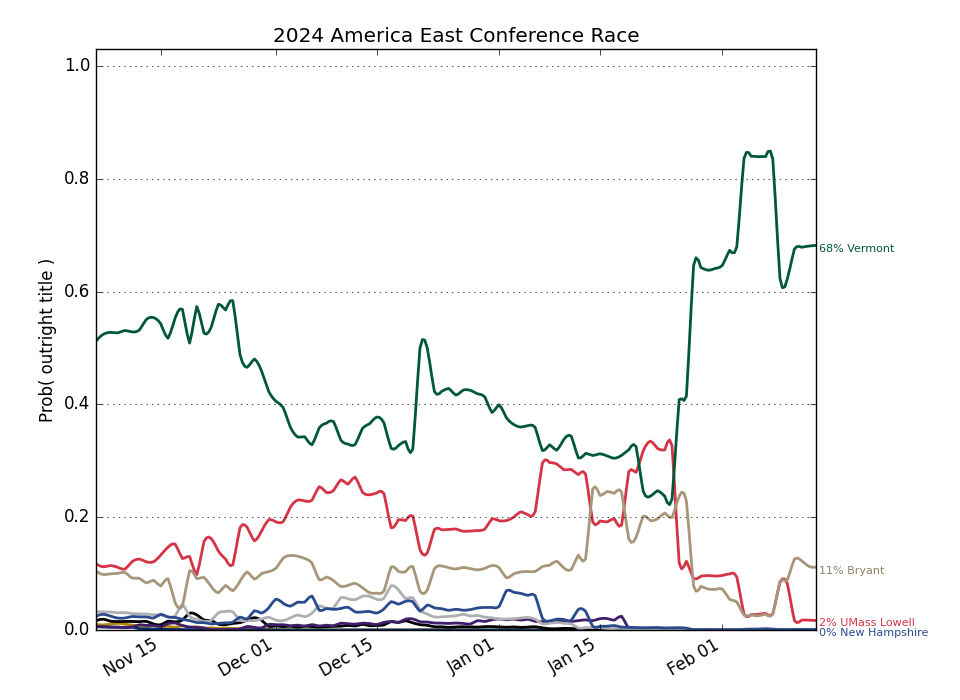 2024 America East Conference Race
Prob( outright title )
1.0
0.8
0.6
0.4
0.2
0.0
68% Vermont
11% Bryant
2% UMass Lowell
0% New Hampshire
Nov 15
Dec 01
Dec 15
Jan 01
Jan 15
Feb 01